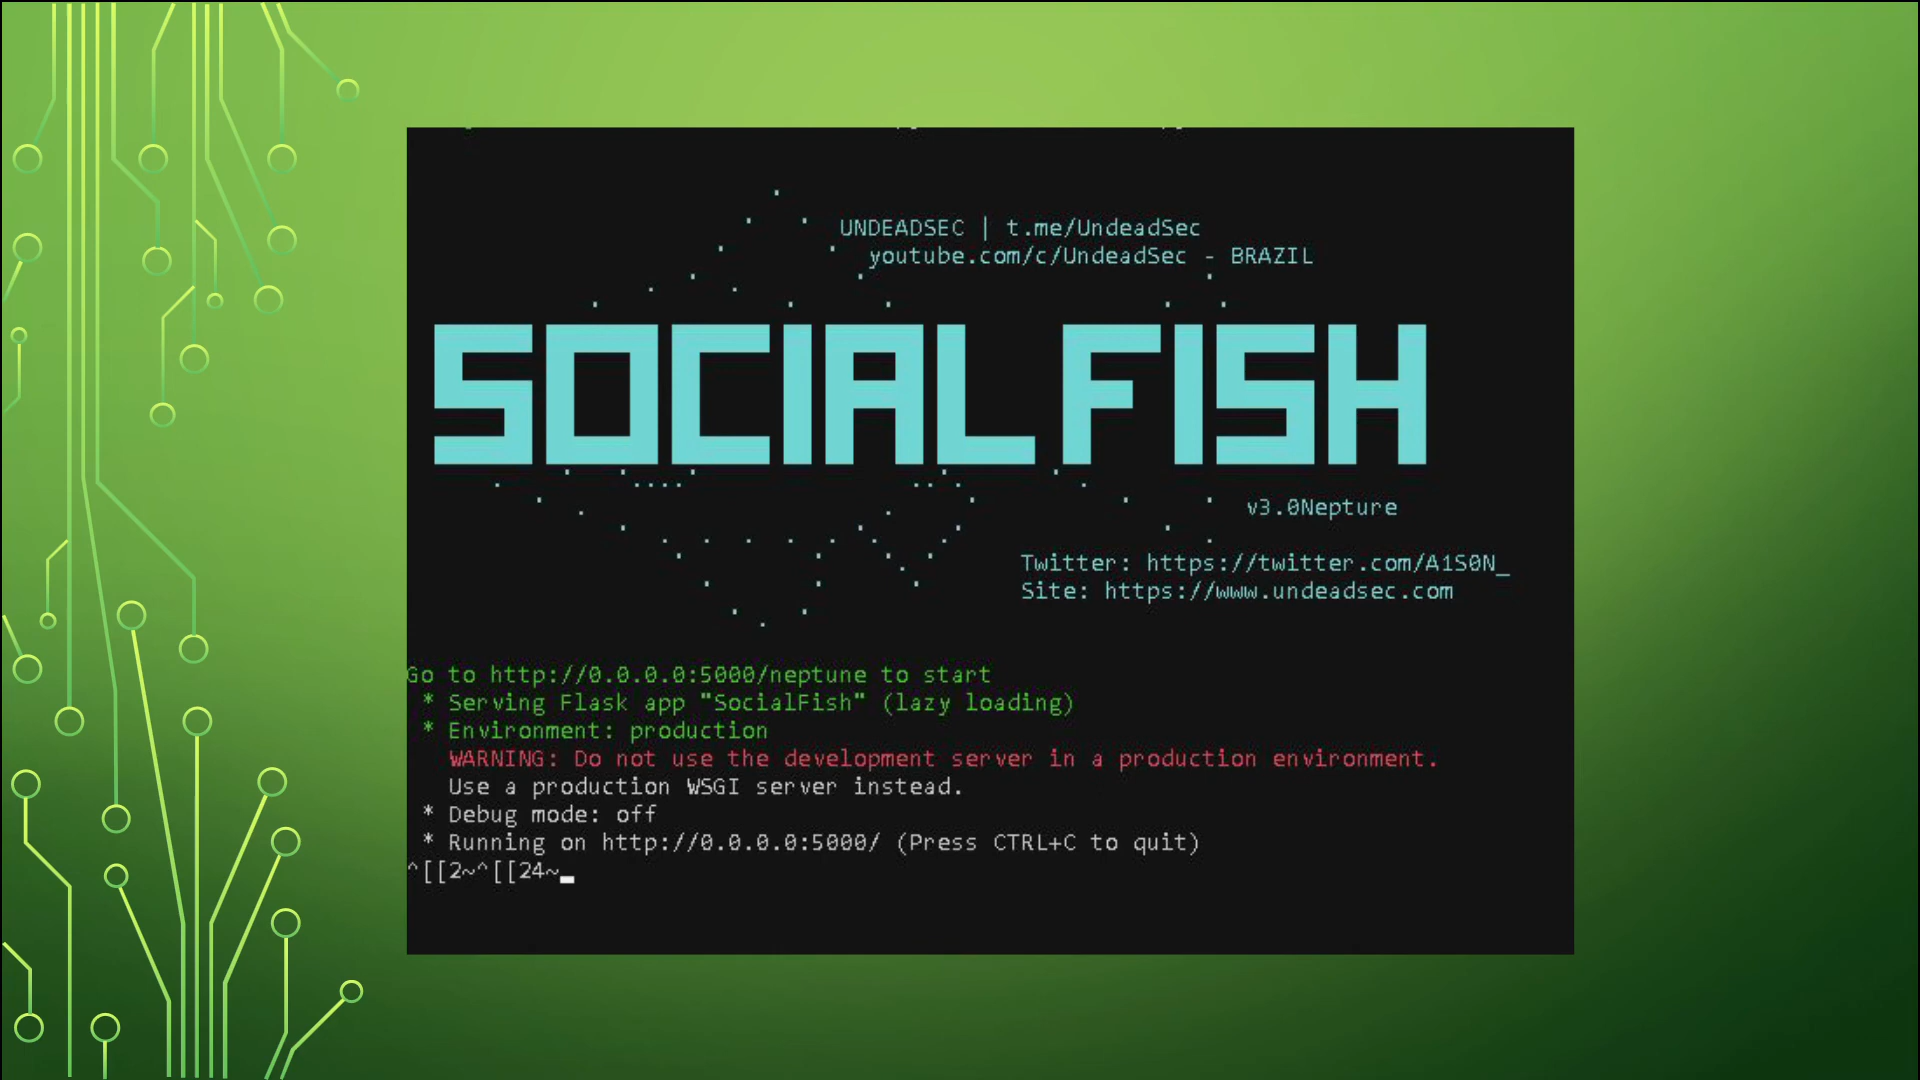 UNDEADSEC | t.me/UndeadSec
youtube.com/c/UndeadSec - BRAZIL
SOCIALFISH
v3.0Nepture
Twitter: https://twitter.com/A1S0N_
Site: https://www.undeadsec.com
Go to http://0.0.0.0:5000/neptune to start
* Serving Flask app "SocialFish" (lazy loading)
* Environment: production
WARNING: Do not use the development server in a production environment.
Use a production WSGI server instead.
* Debug mode: off
* Running on http://0.0.0.0:5000/ (Press CTRL+C to quit)
^[[2~^[[24~